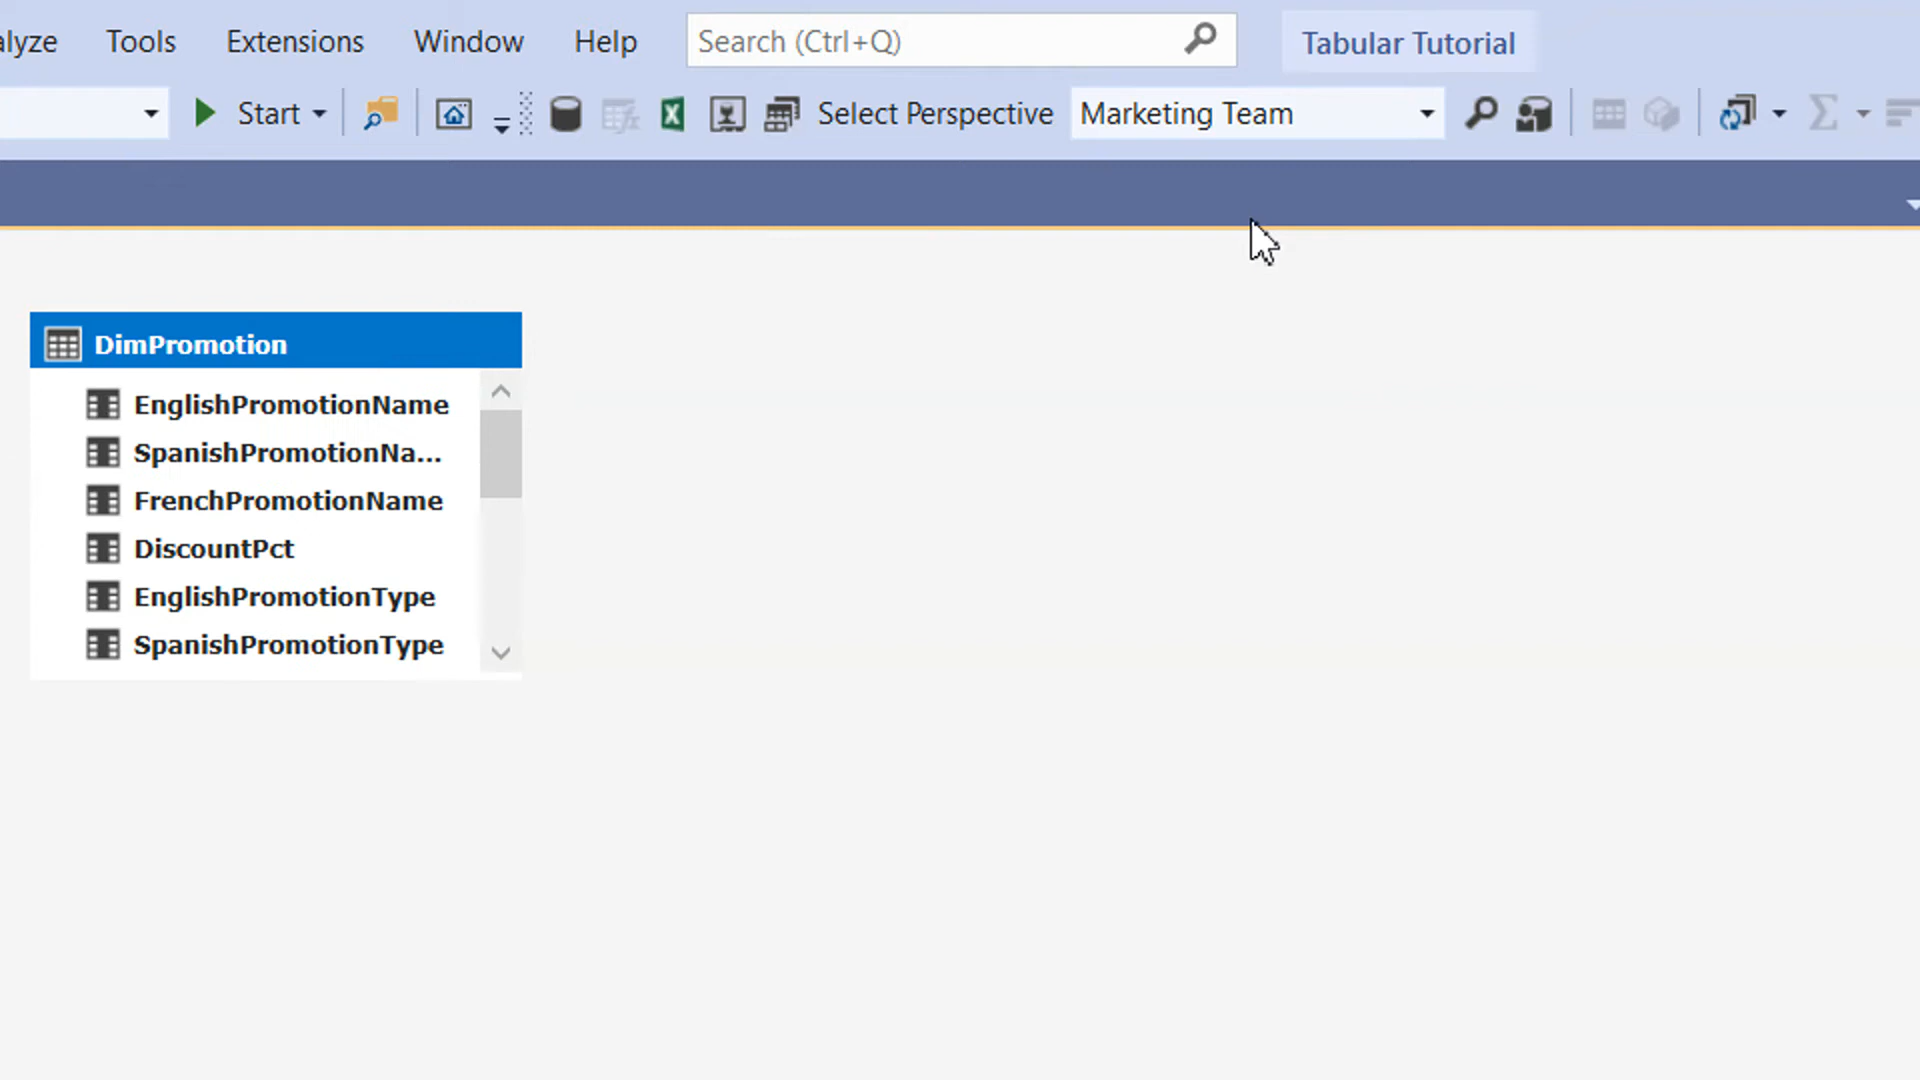 alyze Tools Extensions Window Help Search (Ctrl+Q) Tabular Tutorial
Start Select Perspective Marketing Team
DimPromotion
EnglishPromotionName
SpanishPromotionNa...
FrenchPromotionName
DiscountPct
EnglishPromotionType
SpanishPromotionType